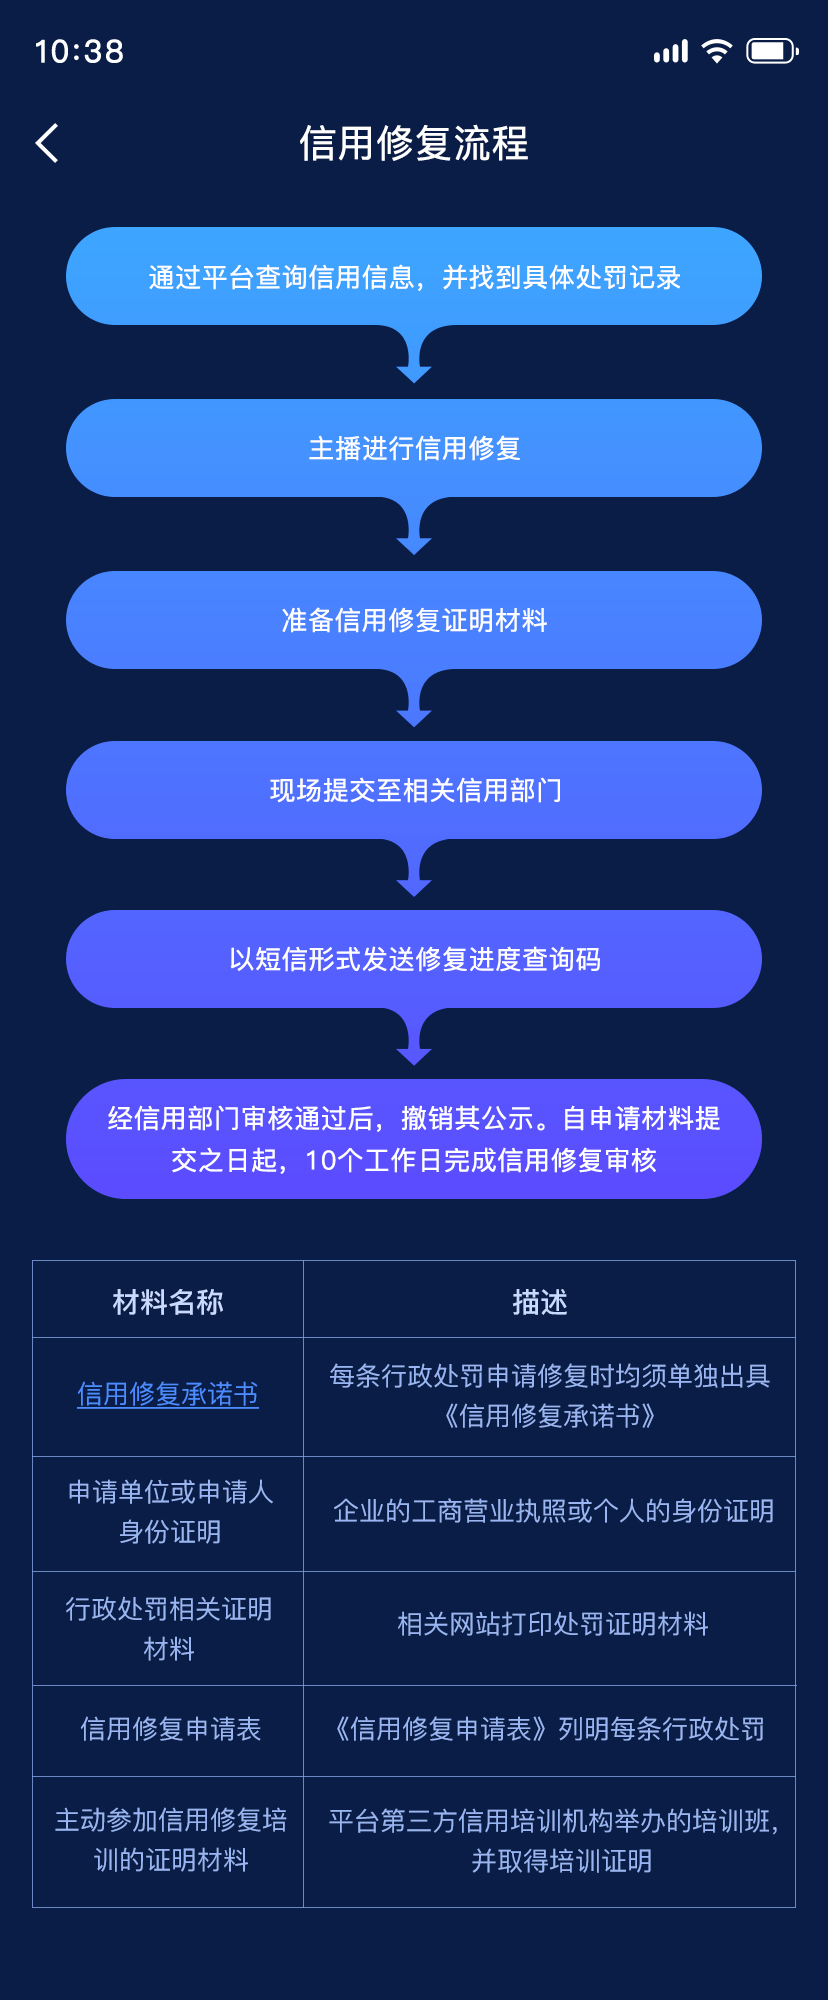 10:38
信用修复流程
通过平台查询信用信息，并找到具体处罚记录
主播进行信用修复
准备信用修复证明材料
现场提交至相关信用部门
以短信形式发送修复进度查询码
经信用部门审核通过后，撤销其公示。自申请材料提
交之日起，10个工作日完成信用修复审核
材料名称
描述
信用修复承诺书
每条行政处罚申请修复时均须单独出具
《信用修复承诺书》
申请单位或申请人
身份证明
企业的工商营业执照或个人的身份证明
行政处罚相关证明
材料
相关网站打印处罚证明材料
信用修复申请表
《信用修复申请表》列明每条行政处罚
主动参加信用修复培
训的证明材料
平台第三方信用培训机构举办的培训班，
并取得培训证明